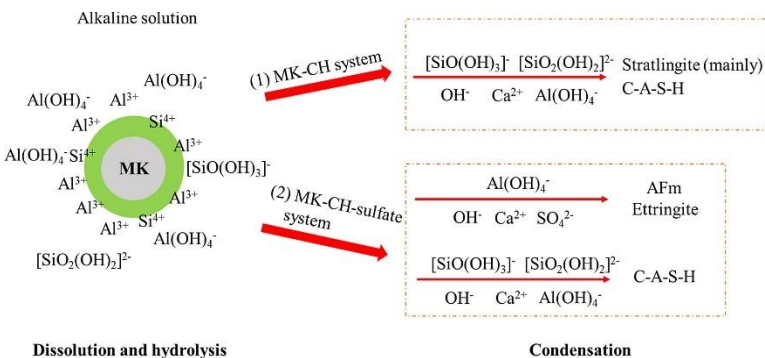 Alkaline solution
Al(OH)₄⁻
Al(OH)₄⁻ Al³⁺
Al³⁺ Si⁴⁺
Al³⁺
Al(OH)₄⁻ Si⁴⁺ MK [SiO(OH)₃]⁻
Al³⁺ Al³⁺
Al³⁺ Si⁴⁺
Al³⁺ Al(OH)₄⁻
[SiO₂(OH)₂]²⁻
Dissolution and hydrolysis
(1) MK-CH system
[SiO(OH)₃]⁻ [SiO₂(OH)₂]²⁻
OH⁻ Ca²⁺ Al(OH)₄⁻
Stratlingite (mainly)
C-A-S-H
(2) MK-CH-sulfate
system
Al(OH)₄⁻
OH⁻ Ca²⁺ SO₄²⁻
AFm
Ettringite
[SiO(OH)₃]⁻ [SiO₂(OH)₂]²⁻
OH⁻ Ca²⁺ Al(OH)₄⁻
C-A-S-H
Condensation